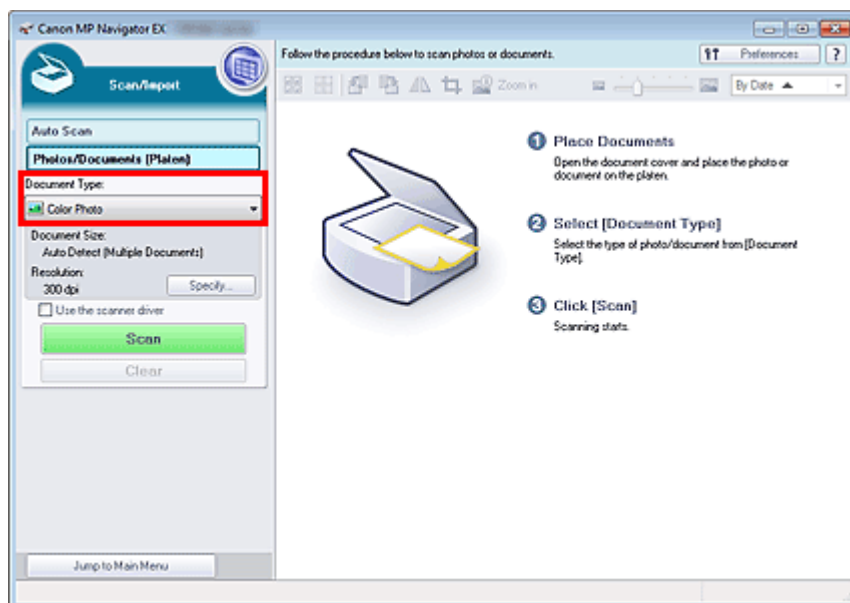 Canon MP Navigator EX
Scan/Import
Auto Scan
Photos/Documents (Platen)
Document Type:
Color Photo
Document Size:
Auto Detect (Multiple Documents)
Resolution:
300 dpi
Specify...
Use the scanner driver
Scan
Clear
Jump to Main Menu
Follow the procedure below to scan photos or documents.
Preferences
?
Zoom in
By Date
1 Place Documents
Open the document cover and place the photo or
document on the platen.
2 Select [Document Type]
Select the type of photo/document from [Document
Type].
3 Click [Scan]
Scanning starts.